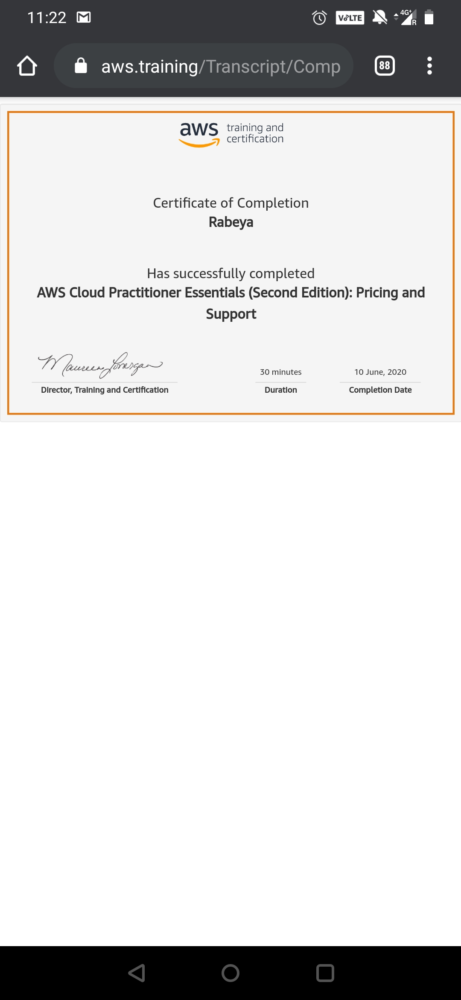 11:22
VoLTE 4G+ R
aws.training/Transcript/Comp
88
aws training and
certification
Certificate of Completion
Rabeya
Has successfully completed
AWS Cloud Practitioner Essentials (Second Edition): Pricing and
Support
Maureen Lonergan
30 minutes
10 June, 2020
Director, Training and Certification
Duration
Completion Date